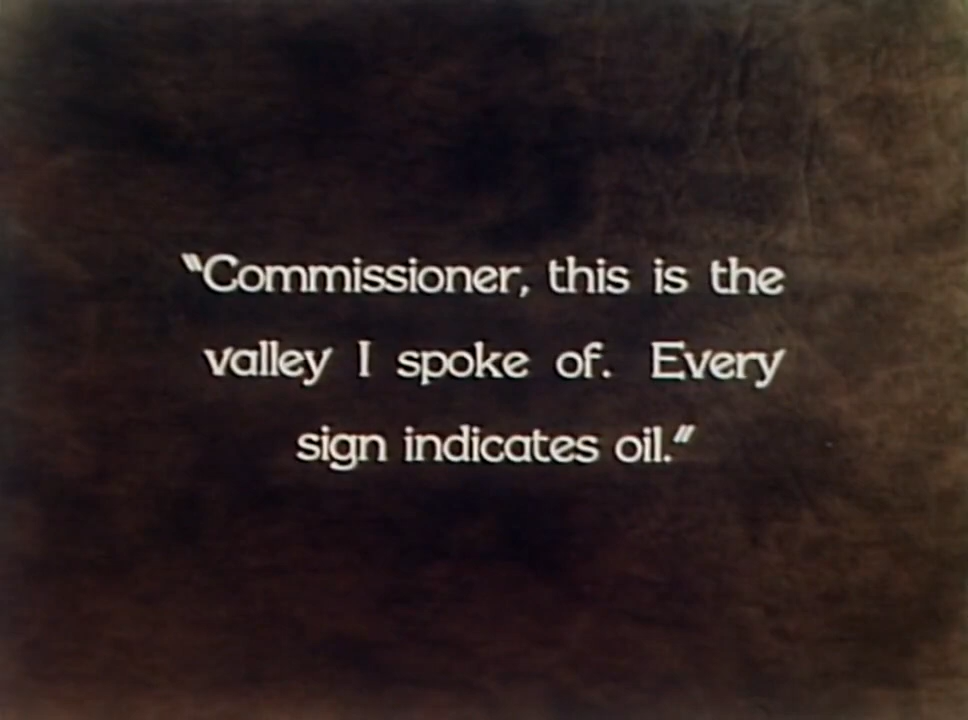 “Commissioner, this is the
valley I spoke of. Every
sign indicates oil.”